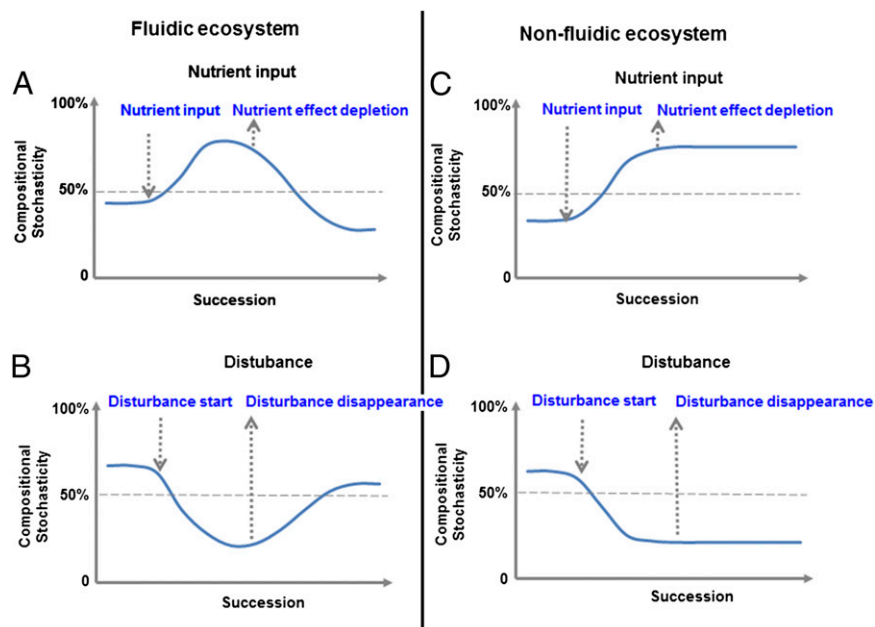 Fluidic ecosystem
Non-fluidic ecosystem
A
Nutrient input
100%
Nutrient input
Nutrient effect depletion
Compositional
Stochasticity
50%
0
Succession
C
Nutrient input
100%
Nutrient input
Nutrient effect depletion
Compositional
Stochasticity
50%
0
Succession
B
Distubance
100%
Disturbance start
Disturbance disappearance
Compositional
Stochasticity
50%
0
Succession
D
Distubance
100%
Disturbance start
Disturbance disappearance
Compositional
Stochasticity
50%
0
Succession